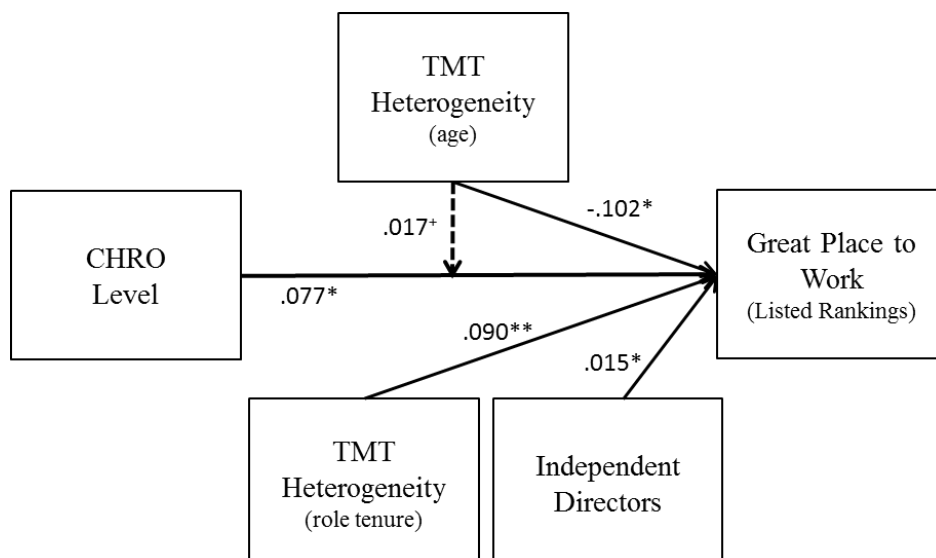 TMT
Heterogeneity
(age)
-.102*
.017+
CHRO
Level
Great Place to
Work
(Listed Rankings)
.077*
.090**
.015*
TMT
Heterogeneity
(role tenure)
Independent
Directors